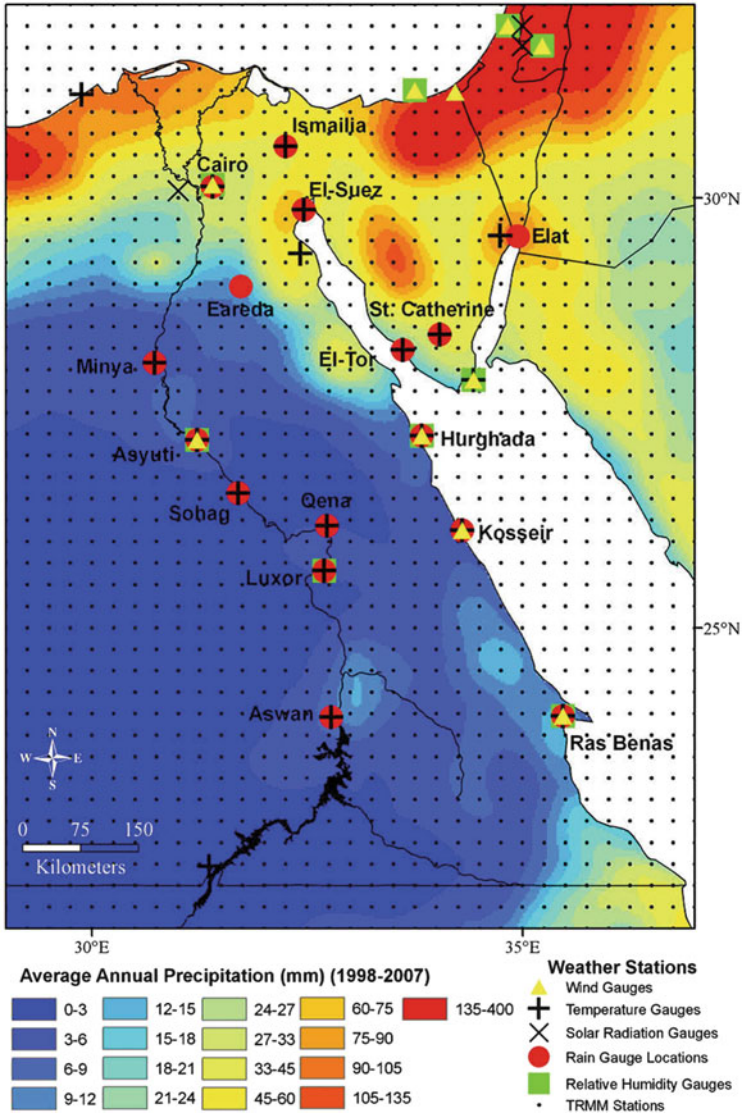 Ismailia
Cairo
El-Suez
30°N
Elat
Eareda
St. Catherine
El-Tor
Minya
Hurghada
Asyuti
Sohag
Qena
Kosseir
Luxor
25°N
Aswan
Ras Benas
N
W E
S
0 75 150
Kilometers
30°E 35°E
Average Annual Precipitation (mm) (1998-2007)
0-3 12-15 24-27 60-75 135-400
3-6 15-18 27-33 75-90
6-9 18-21 33-45 90-105
9-12 21-24 45-60 105-135
Weather Stations
Wind Gauges
Temperature Gauges
Solar Radiation Gauges
Rain Gauge Locations
Relative Humidity Gauges
TRMM Stations